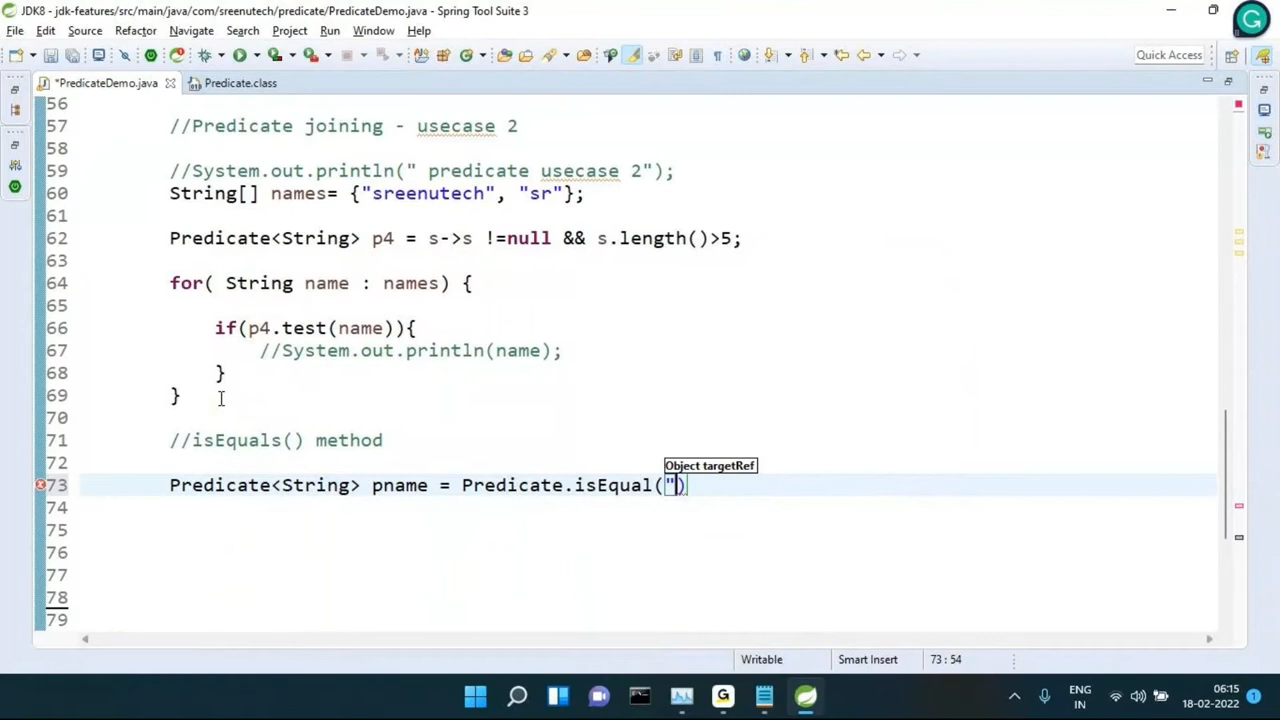 JDK8 - jdk-features/src/main/java/com/sreenutech/predicate/PredicateDemo.java - Spring Tool Suite 3
File Edit Source Refactor Navigate Search Project Run Window Help
Quick Access
*PredicateDemo.java Predicate.class
56
57 //Predicate joining - usecase 2
58
59 //System.out.println(" predicate usecase 2");
60 String[] names= {"sreenutech", "sr"};
61
62 Predicate<String> p4 = s->s !=null && s.length()>5;
63
64 for( String name : names) {
65
66 if(p4.test(name)){
67 //System.out.println(name);
68 }
69 }
70
71 //isEquals() method
72
Object targetRef
73 Predicate<String> pname = Predicate.isEqual(")
74
75
76
77
78
79
Writable Smart Insert 73 : 54
ENG
IN
06:15
18-02-2022
1